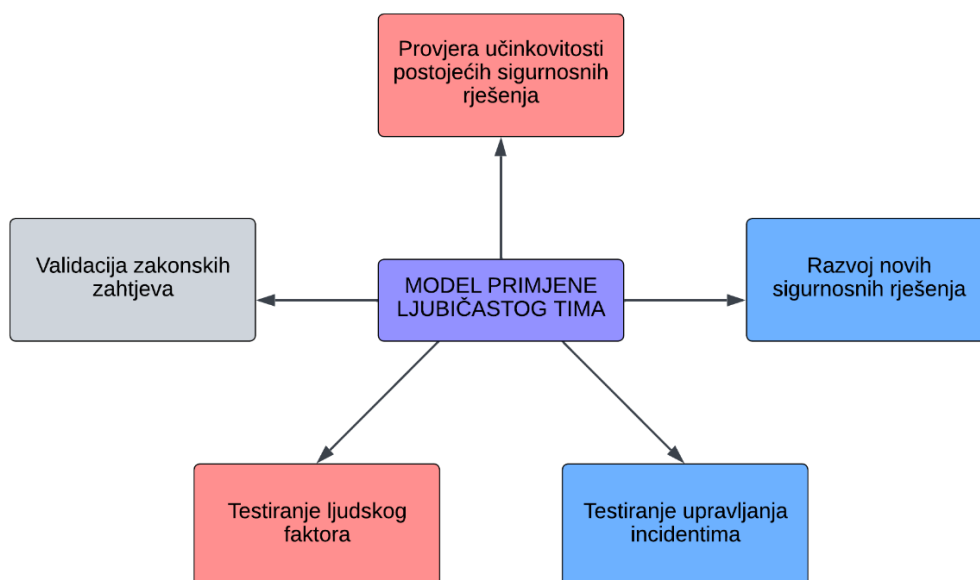 Provjera učinkovitosti
postojećih sigurnosnih
rješenja
Validacija zakonskih
zahtjeva
MODEL PRIMJENE
LJUBIČASTOG TIMA
Razvoj novih
sigurnosnih rješenja
Testiranje ljudskog
faktora
Testiranje upravljanja
incidentima